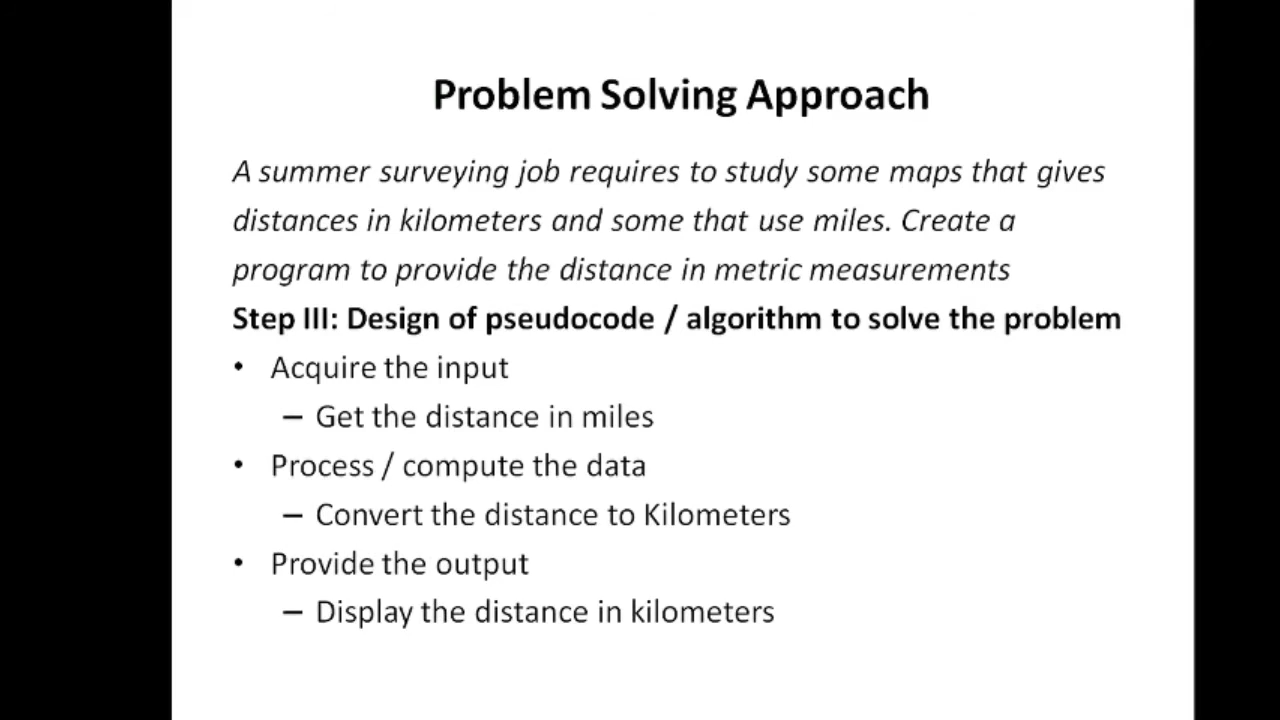 Problem Solving Approach
A summer surveying job requires to study some maps that gives
distances in kilometers and some that use miles. Create a
program to provide the distance in metric measurements
Step III: Design of pseudocode / algorithm to solve the problem
• Acquire the input
– Get the distance in miles
• Process / compute the data
– Convert the distance to Kilometers
• Provide the output
– Display the distance in kilometers